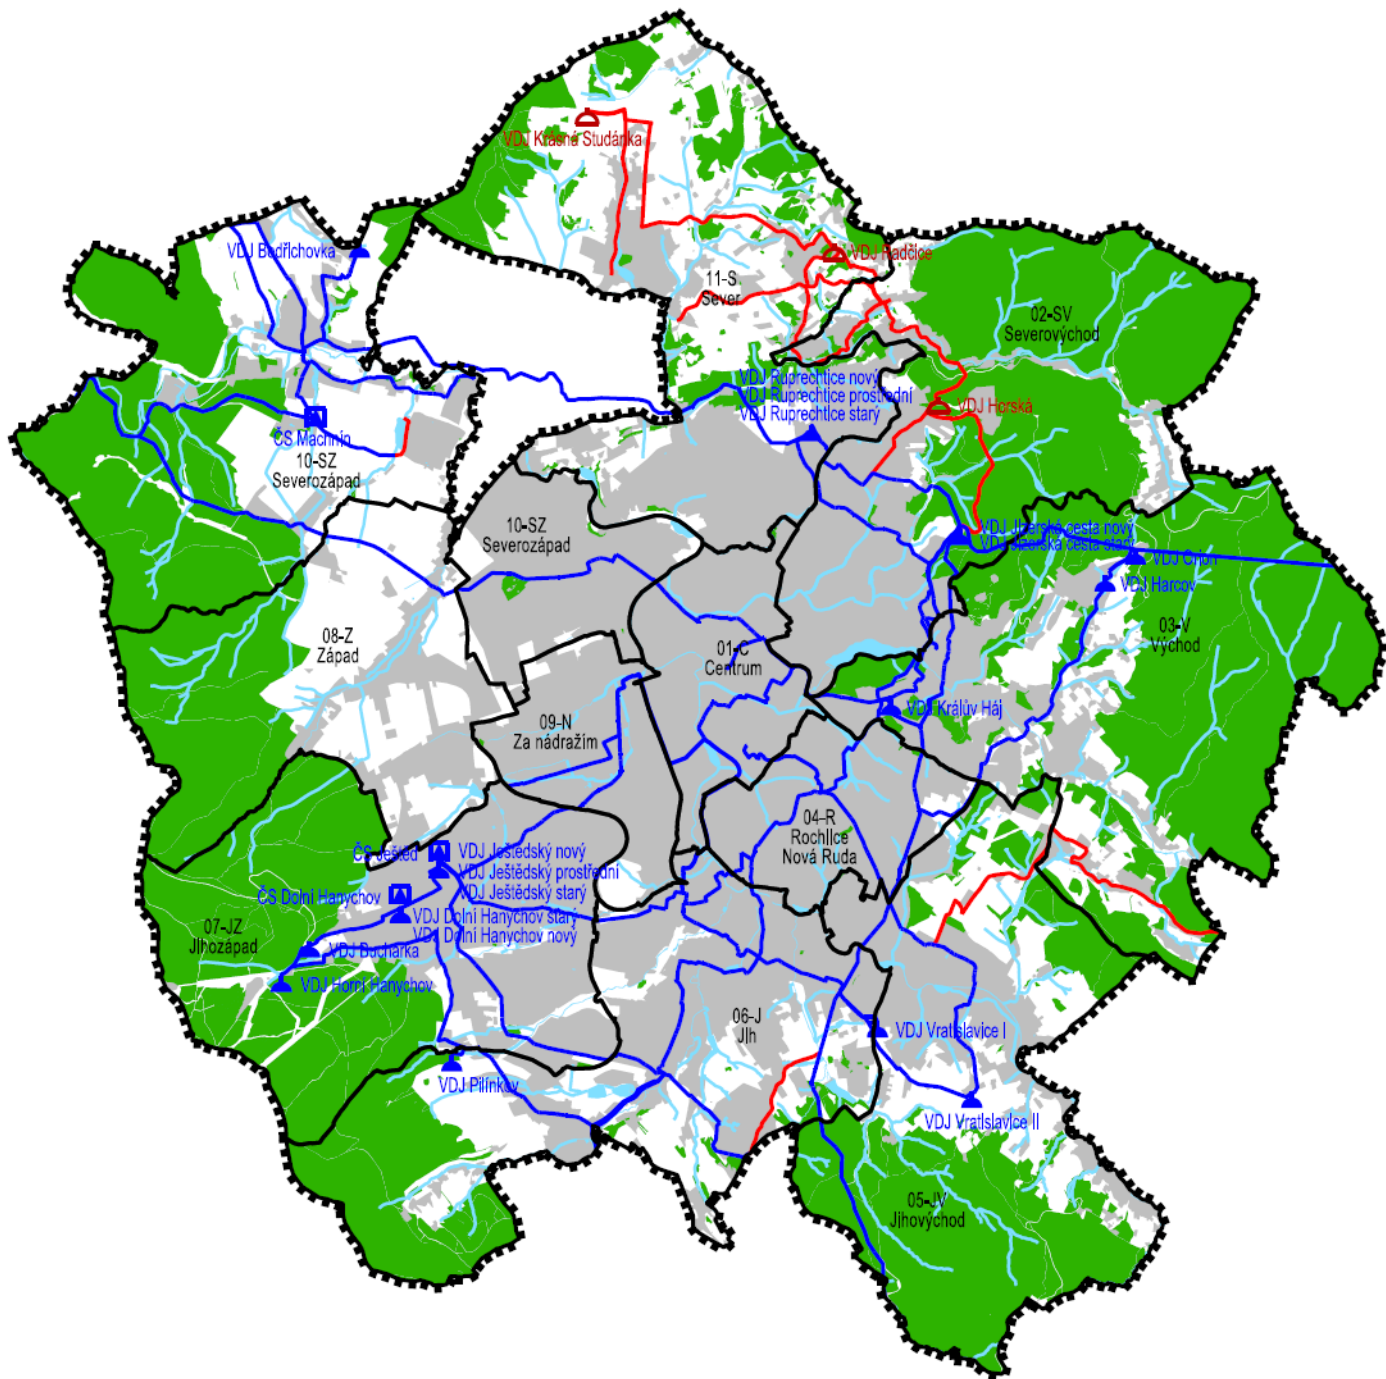 VDJ Krásná Studánka
VDJ Bedřichovka
VDJ Radčice
11-S
Sever
02-SV
Severovýchod
VDJ Ruprechtice nový
VDJ Ruprechtice prostřední
VDJ Ruprechtice starý
VDJ Horská
ČS Machnín
10-SZ
Severozápad
10-SZ
Severozápad
VDJ Jizerská cesta nový
VDJ Jizerská cesta starý
VDJ Orion
VDJ Harcov
03-V
Východ
08-Z
Západ
01-C
Centrum
VDJ Králův Háj
09-N
Za nádražím
04-R
Rochlice
Nová Ruda
ČS Ještěd
VDJ Ještědský nový
VDJ Ještědský prostřední
VDJ Ještědský starý
ČS Dolní Hanychov
VDJ Dolní Hanychov starý
VDJ Dolní Hanychov nový
07-JZ
Jihozápad
VDJ Bucharka
VDJ Horní Hanychov
06-J
Jih
VDJ Vratislavice I
VDJ Pilínkov
VDJ Vratislavice II
05-JV
Jihovýchod